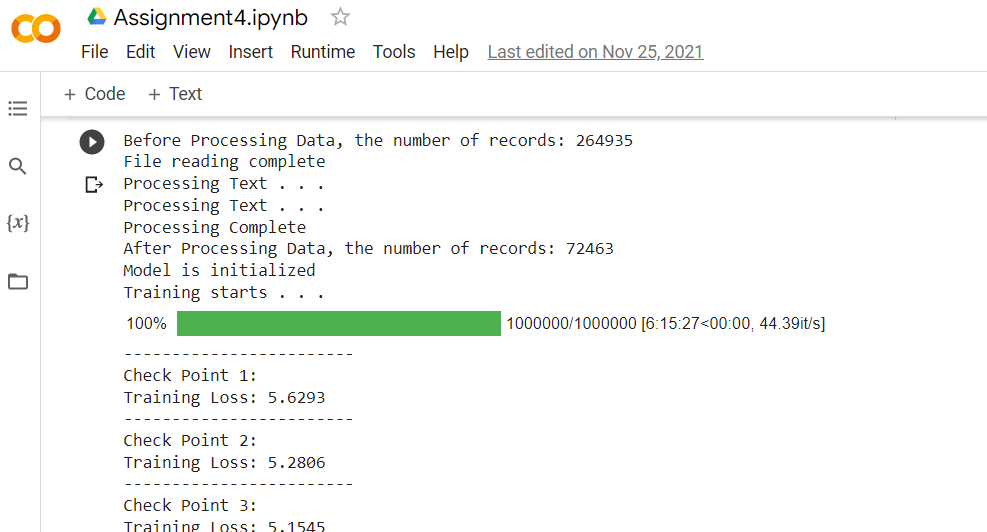 Assignment4.ipynb
File Edit View Insert Runtime Tools Help Last edited on Nov 25, 2021
+ Code + Text
Before Processing Data, the number of records: 264935
File reading complete
Processing Text . . .
Processing Text . . .
{x}
Processing Complete
After Processing Data, the number of records: 72463
Model is initialized
Training starts . . .
100% 1000000/1000000 [6:15:27<00:00, 44.39it/s]
------------------------
Check Point 1:
Training Loss: 5.6293
------------------------
Check Point 2:
Training Loss: 5.2806
------------------------
Check Point 3:
Training Loss: 5.1545